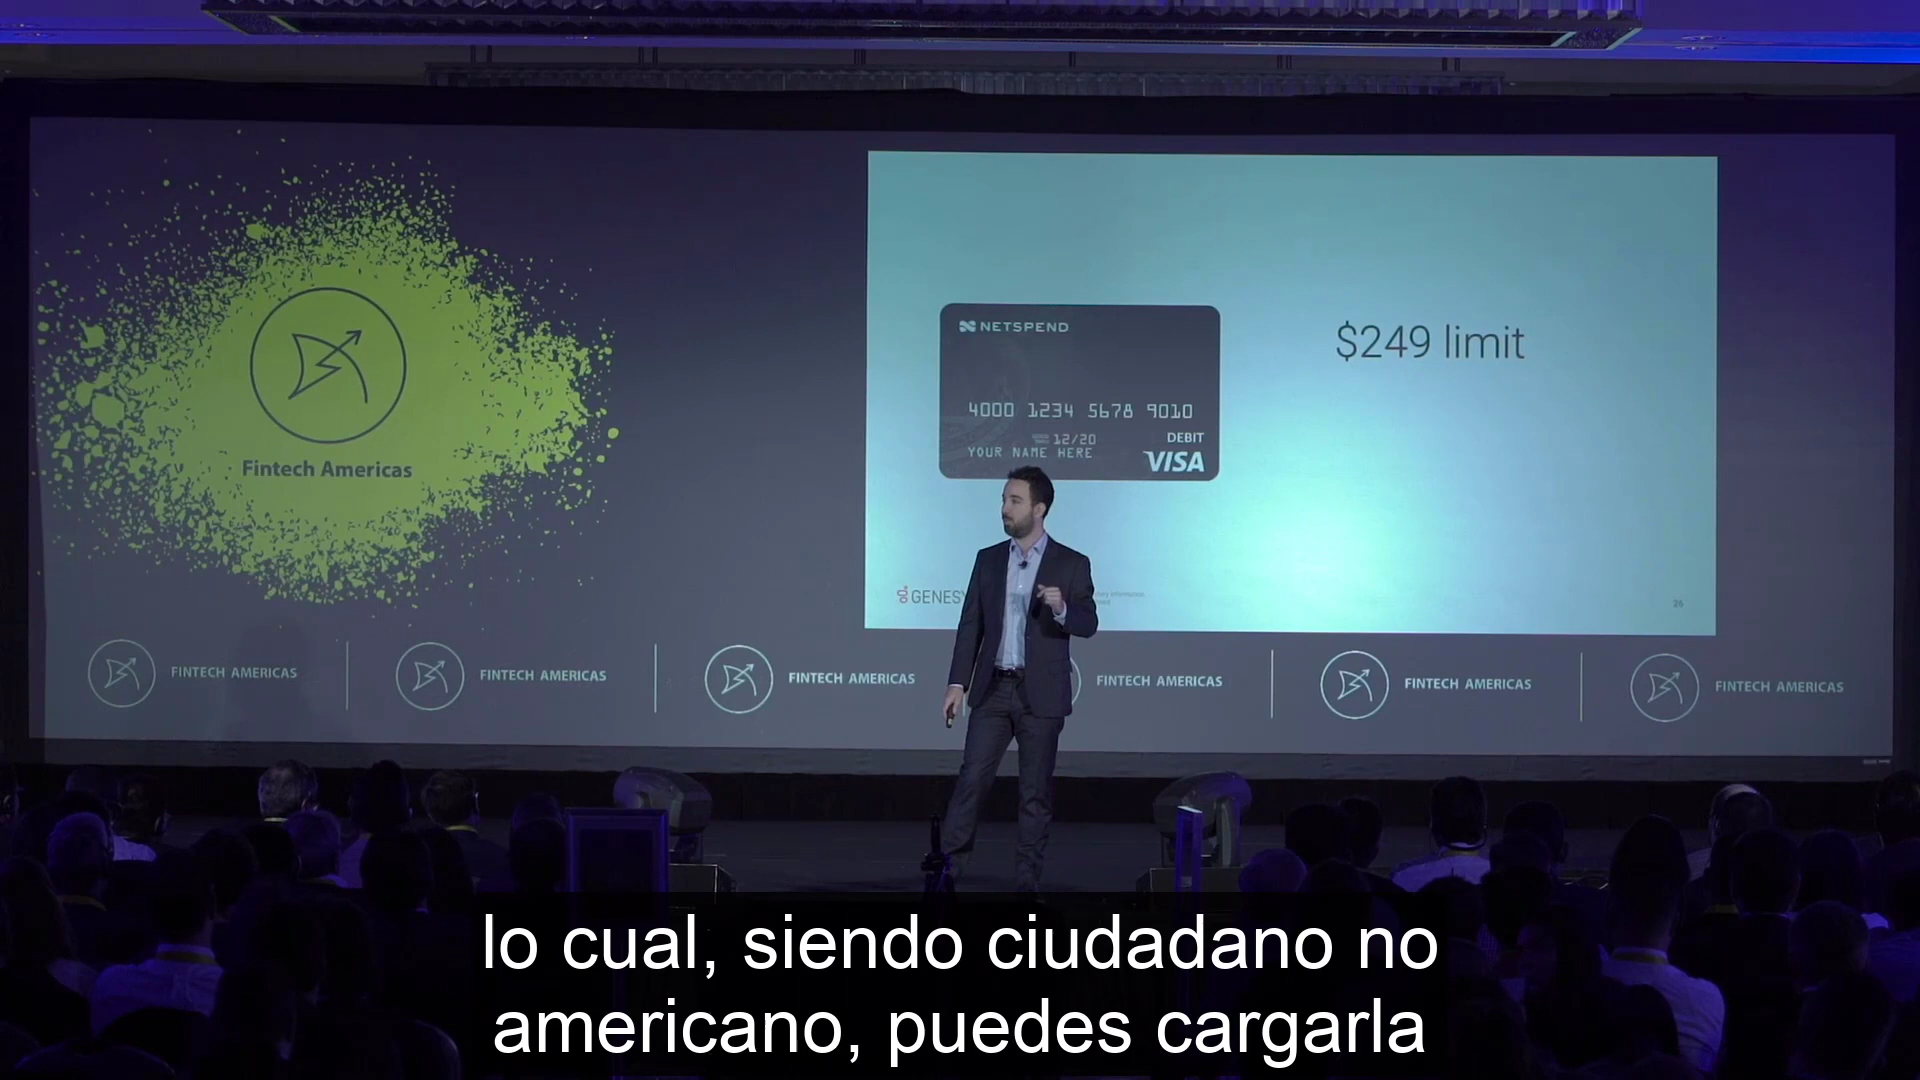 Fintech Americas
NETSPEND
4000 1234 5678 9010
12/20
YOUR NAME HERE
DEBIT
VISA
$249 limit
26
FINTECH AMERICAS
FINTECH AMERICAS
FINTECH AMERICAS
FINTECH AMERICAS
FINTECH AMERICAS
FINTECH AMERICAS
lo cual, siendo ciudadano no
americano, puedes cargarla